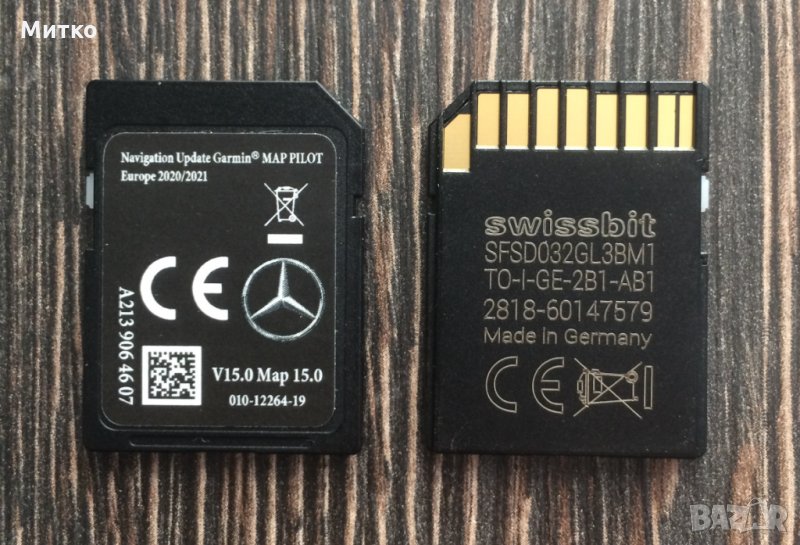 Митко
Navigation Update Garmin® MAP PILOT
Europe 2020/2021
CE
A213 906 46 07
V15.0 Map 15.0
010-12264-19
swissbit
SFSD032GL3BM1
TO-I-GE-2B1-AB1
2818-60147579
Made in Germany
CE
BAZAR